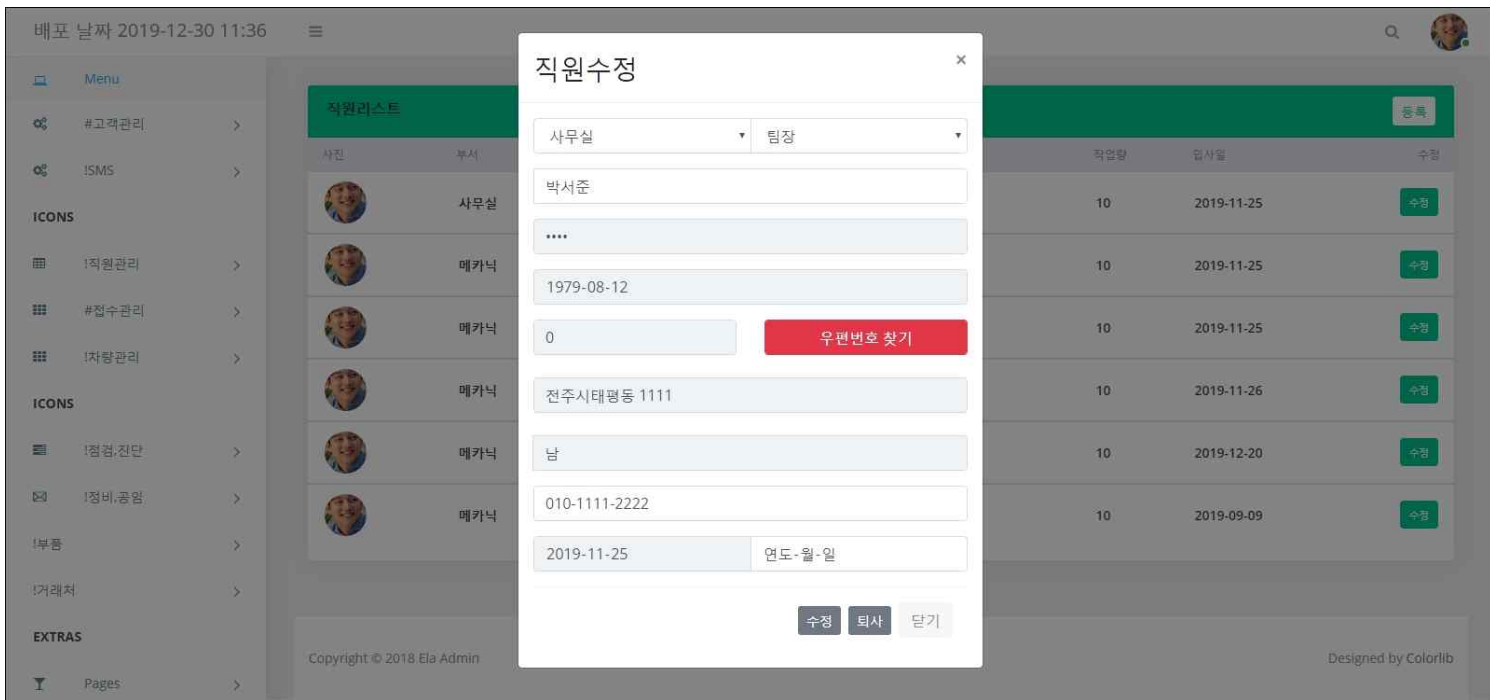 배포 날짜 2019-12-30 11:36
직원수정
×
Menu
#고객관리
!SMS
ICONS
!직원관리
#접수관리
!차량관리
ICONS
!점검,진단
!정비,공임
!부품
!거래처
EXTRAS
Pages
직원리스트
등록
사진 부서 작업량 입사일 수정
사무실 10 2019-11-25 수정
메카닉 10 2019-11-25 수정
메카닉 10 2019-11-25 수정
메카닉 10 2019-11-26 수정
메카닉 10 2019-12-20 수정
메카닉 10 2019-09-09 수정
사무실 팀장
박서준
••••
1979-08-12
0 우편번호 찾기
전주시태평동 1111
남
010-1111-2222
2019-11-25 연도-월-일
수정 퇴사 닫기
Copyright © 2018 Ela Admin
Designed by Colorlib